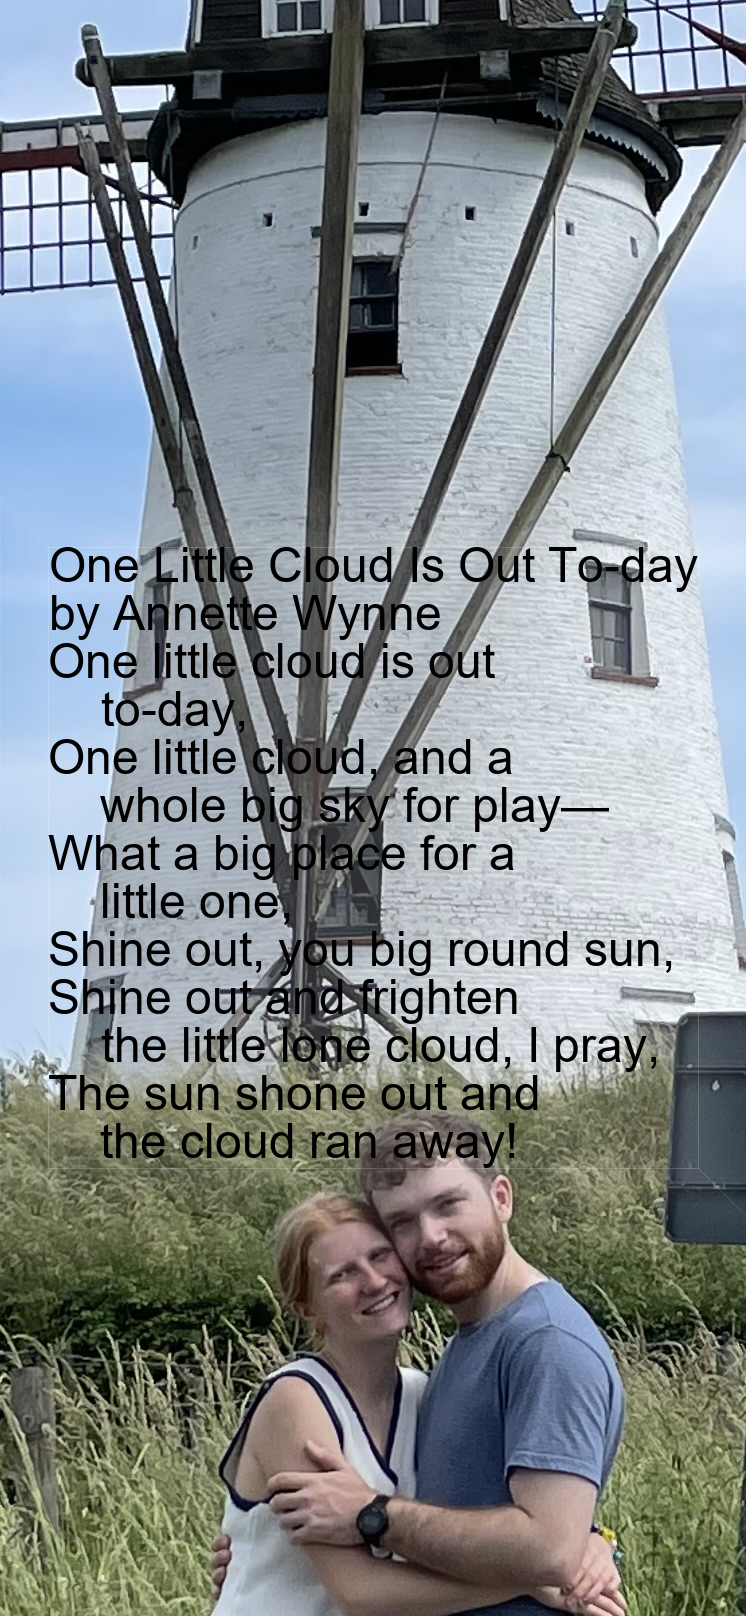 One Little Cloud Is Out To-day
by Annette Wynne
One little cloud is out
to-day,
One little cloud, and a
whole big sky for play—
What a big place for a
little one,
Shine out, you big round sun,
Shine out and frighten
the little lone cloud, I pray,
The sun shone out and
the cloud ran away!